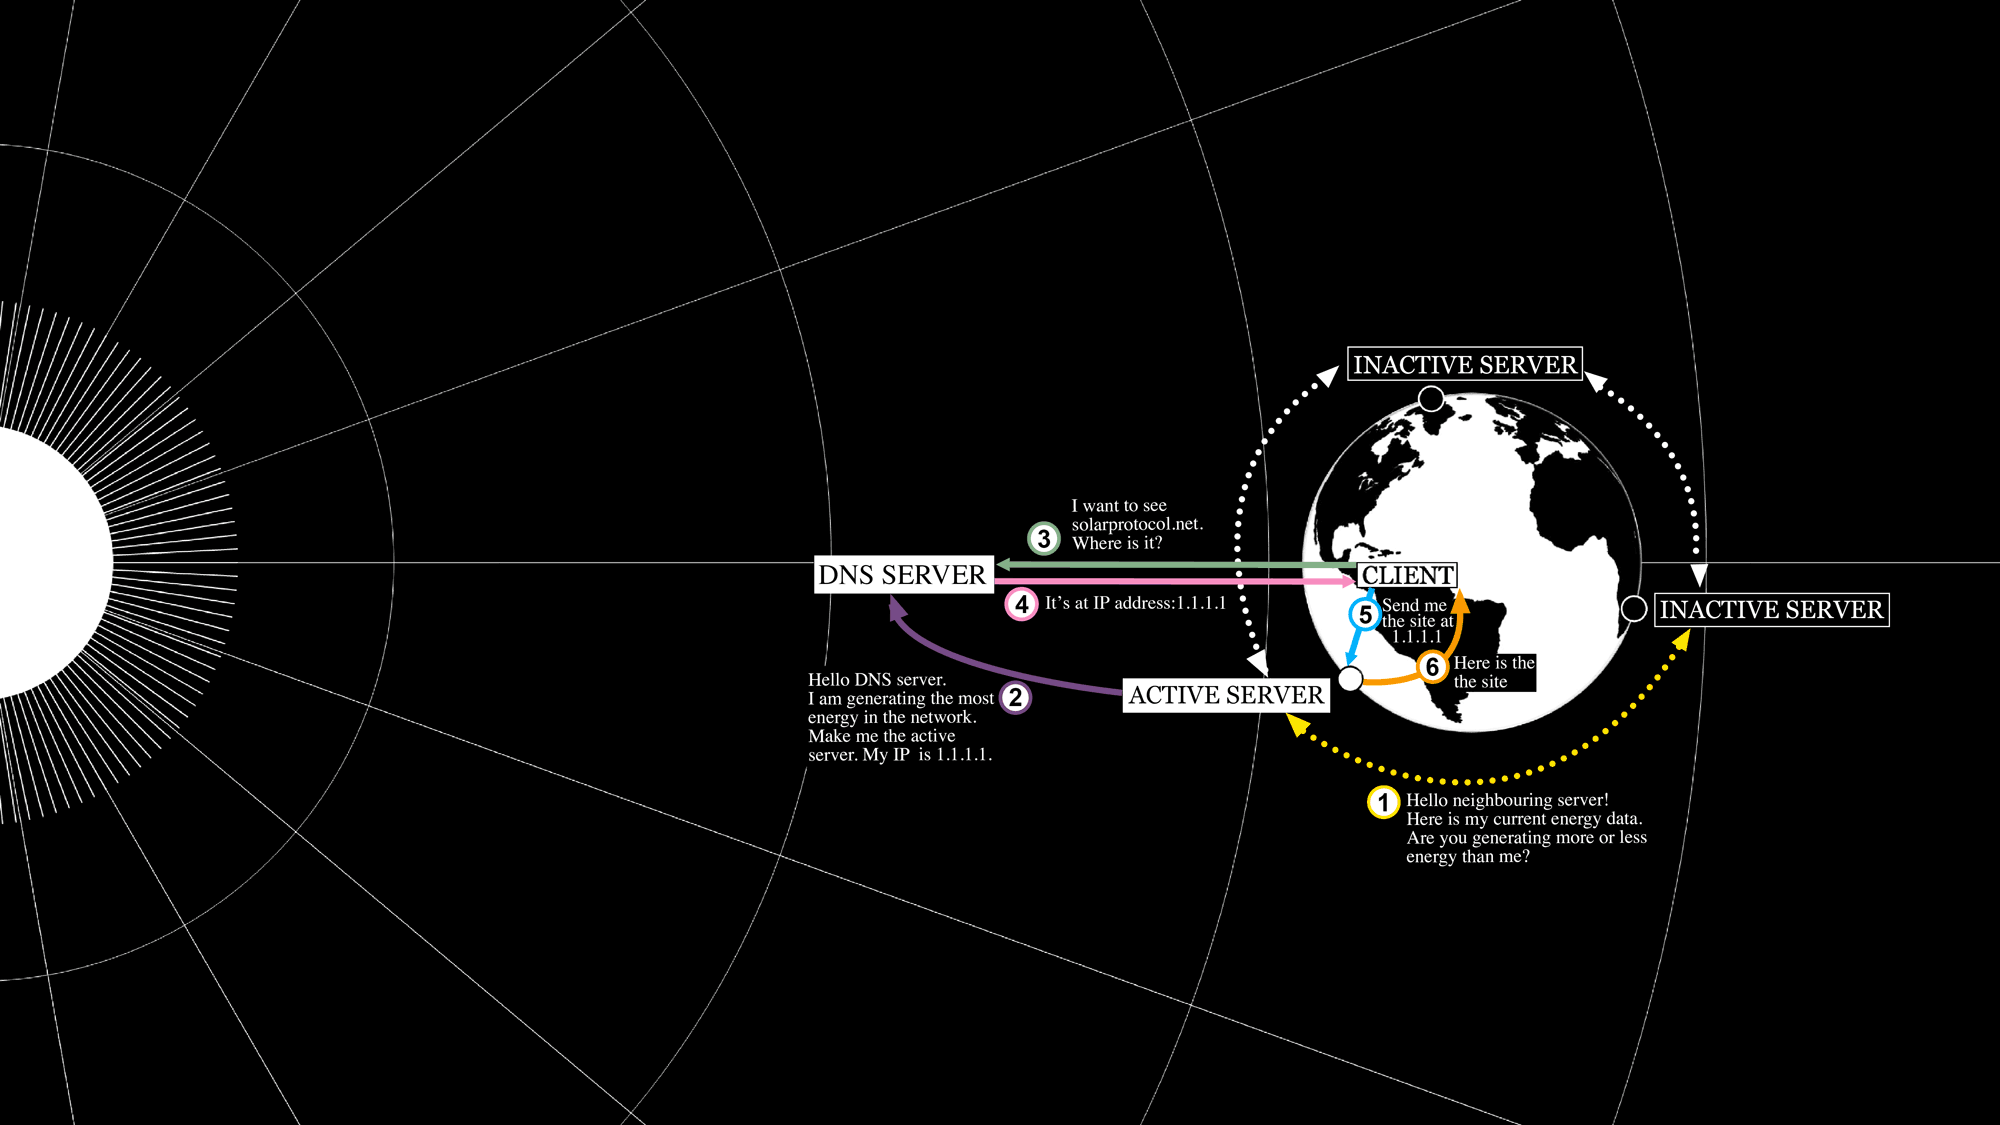 INACTIVE SERVER
3
I want to see
solarprotocol.net.
Where is it?
DNS SERVER
CLIENT
4
It's at IP address:1.1.1.1
5
Send me
the site at
1.1.1.1
INACTIVE SERVER
6
Here is the
the site
Hello DNS server.
I am generating the most
energy in the network.
Make me the active
server. My IP is 1.1.1.1.
2
ACTIVE SERVER
1
Hello neighbouring server!
Here is my current energy data.
Are you generating more or less
energy than me?